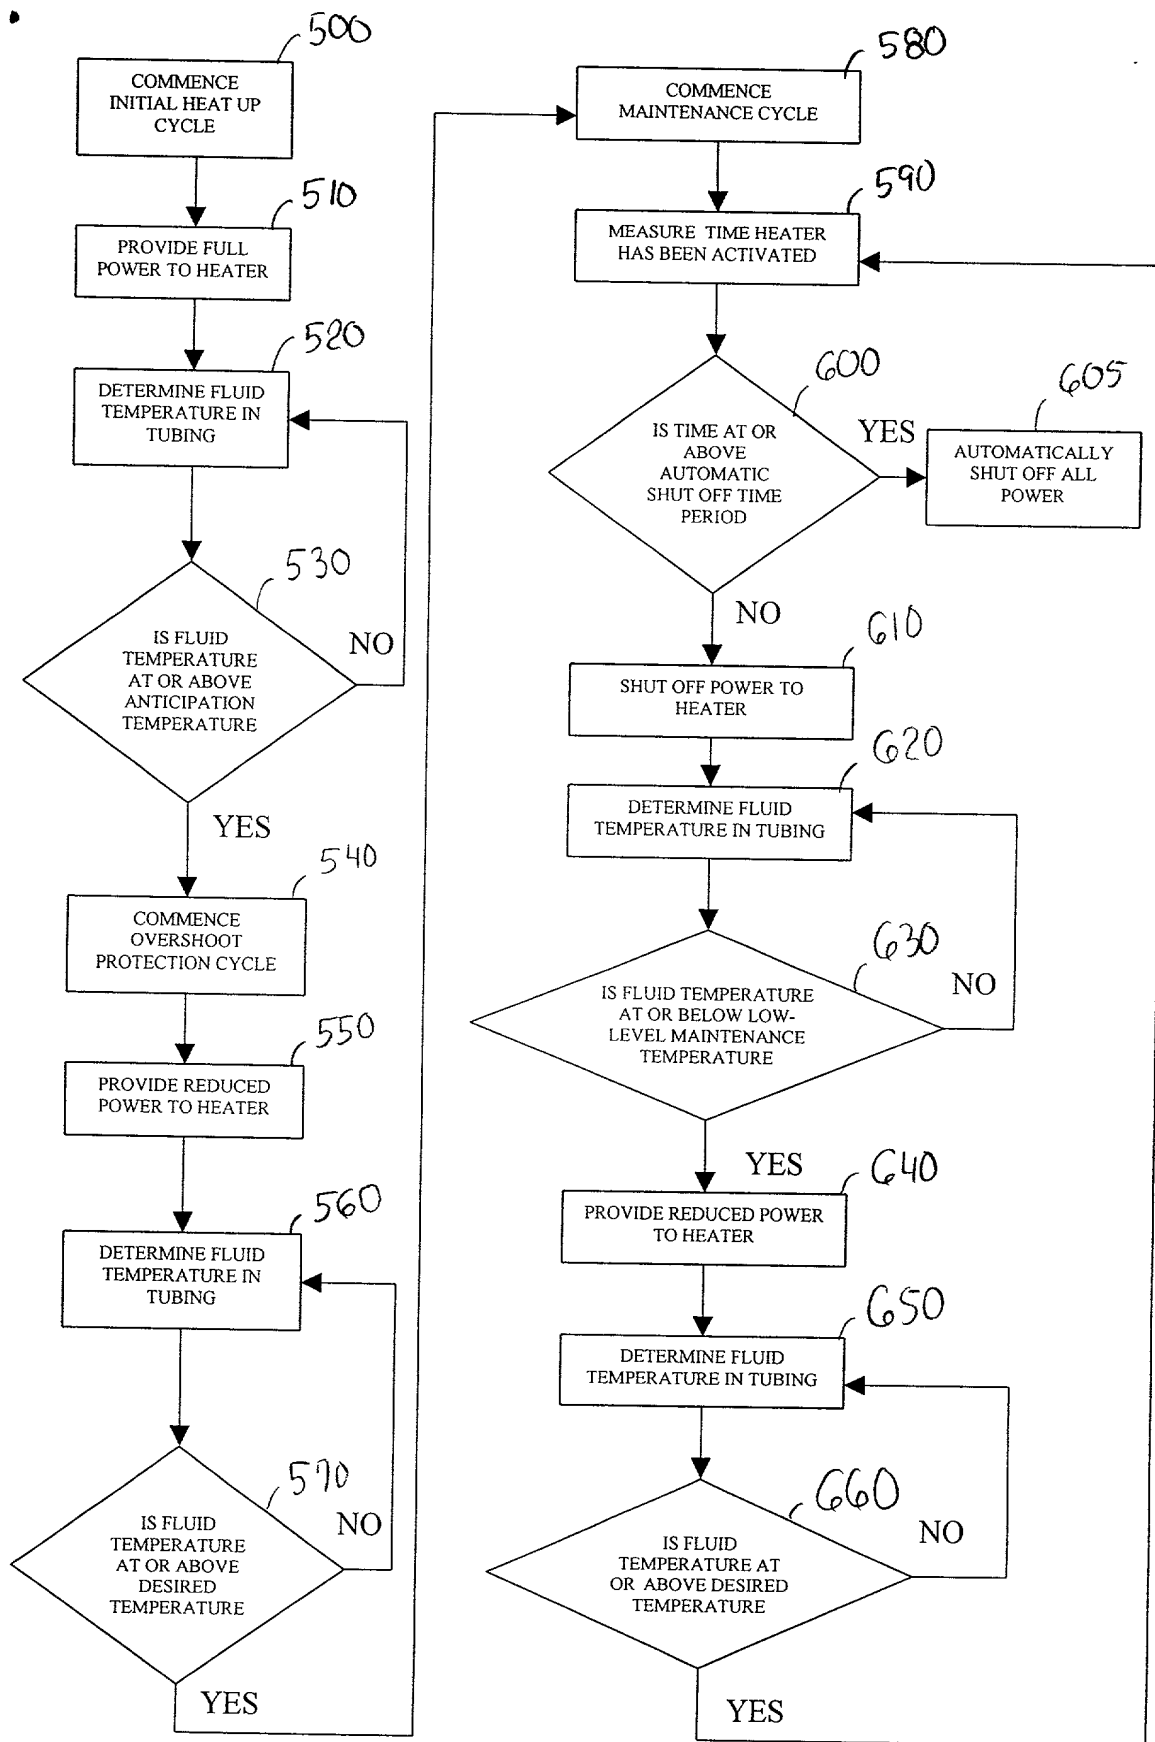 500
COMMENCE
INITIAL HEAT UP
CYCLE
510
PROVIDE FULL
POWER TO HEATER
520
DETERMINE FLUID
TEMPERATURE IN
TUBING
530
IS FLUID
TEMPERATURE
AT OR ABOVE
ANTICIPATION
TEMPERATURE
NO
YES
540
COMMENCE
OVERSHOOT
PROTECTION CYCLE
550
PROVIDE REDUCED
POWER TO HEATER
560
DETERMINE FLUID
TEMPERATURE IN
TUBING
570
IS FLUID
TEMPERATURE
AT OR ABOVE
DESIRED
TEMPERATURE
NO
YES
580
COMMENCE
MAINTENANCE CYCLE
590
MEASURE TIME HEATER
HAS BEEN ACTIVATED
600
IS TIME AT OR
ABOVE
AUTOMATIC
SHUT OFF TIME
PERIOD
YES
605
AUTOMATICALLY
SHUT OFF ALL
POWER
NO
610
SHUT OFF POWER TO
HEATER
620
DETERMINE FLUID
TEMPERATURE IN TUBING
630
IS FLUID TEMPERATURE
AT OR BELOW LOW-
LEVEL MAINTENANCE
TEMPERATURE
NO
YES
640
PROVIDE REDUCED POWER
TO HEATER
650
DETERMINE FLUID
TEMPERATURE IN TUBING
660
IS FLUID
TEMPERATURE AT
OR ABOVE DESIRED
TEMPERATURE
NO
YES